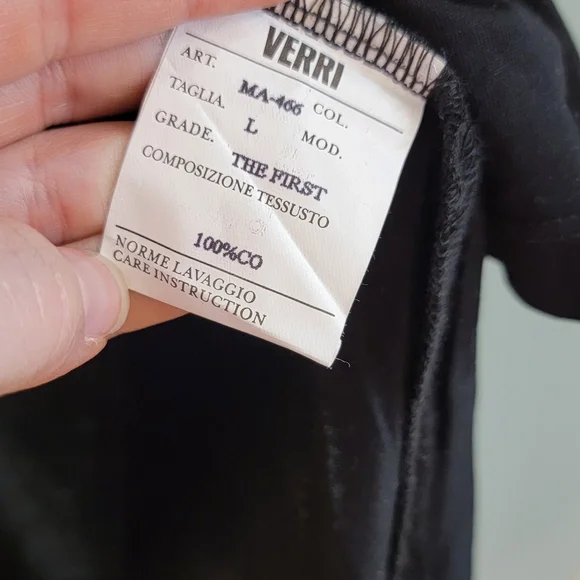 VERRI
ART. MA-466 COL.
TAGLIA L MOD.
GRADE. THE FIRST
COMPOSIZIONE TESSUSTO
100%CO
NORME LAVAGGIO
CARE INSTRUCTION